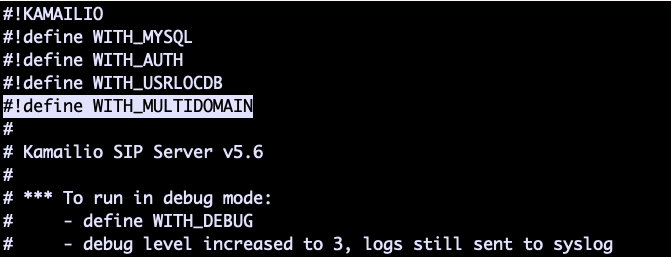 #!KAMAILIO
#!define WITH_MYSQL
#!define WITH_AUTH
#!define WITH_USRLOCDB
#!define WITH_MULTIDOMAIN
#
# Kamailio SIP Server v5.6
#
# *** To run in debug mode:
#     - define WITH_DEBUG
#     - debug level increased to 3, logs still sent to syslog